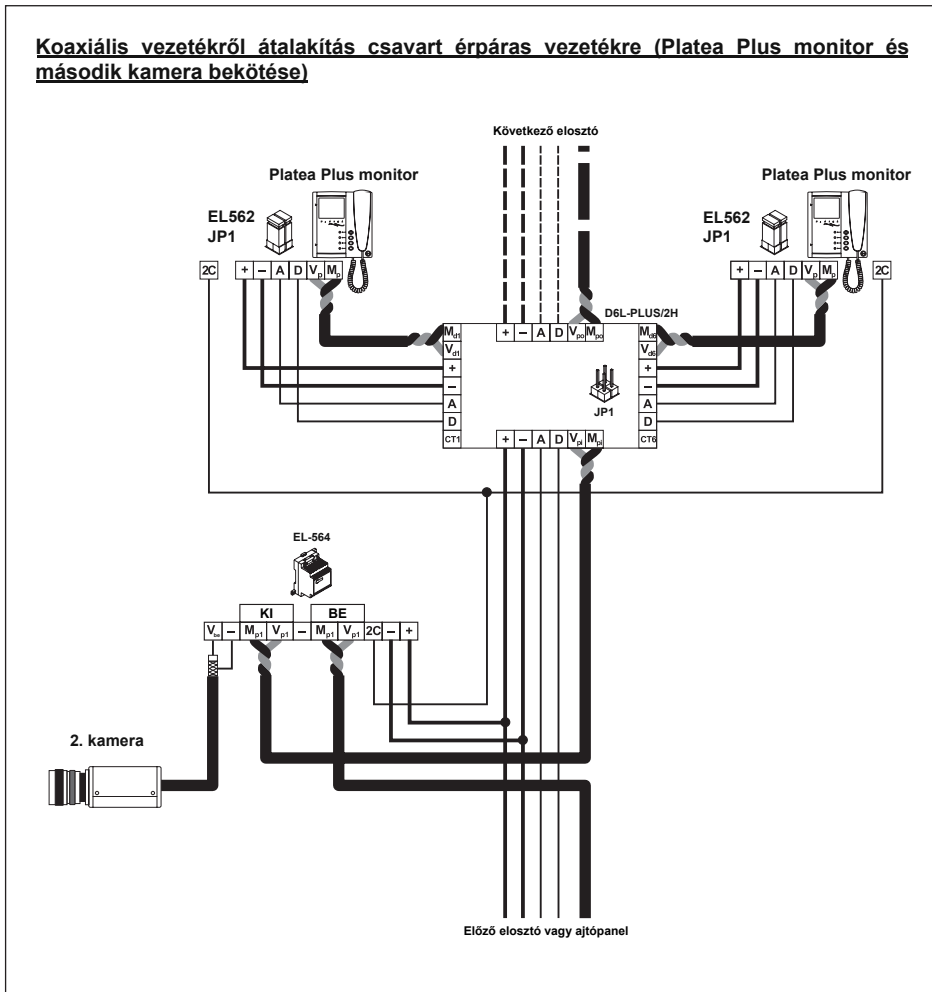 Koaxiális vezetékről átalakítás csavart érpáras vezetékre (Platea Plus monitor és
második kamera bekötése)
Következő elosztó
Platea Plus monitor
Platea Plus monitor
EL562
JP1
EL562
JP1
2C
+ – A D Vp Mp
+ – A D Vp Mp
2C
D6L-PLUS/2H
Md1
Vd1
+
–
A
D
CT1
+ – A D Vpo Mpo
JP1
+ – A D Vpi Mpi
Md6
Vd6
+
–
A
D
CT6
EL-564
KI
BE
Vbe – Mp1 Vp1 – Mp1 Vp1 2C – +
2. kamera
Előző elosztó vagy ajtópanel